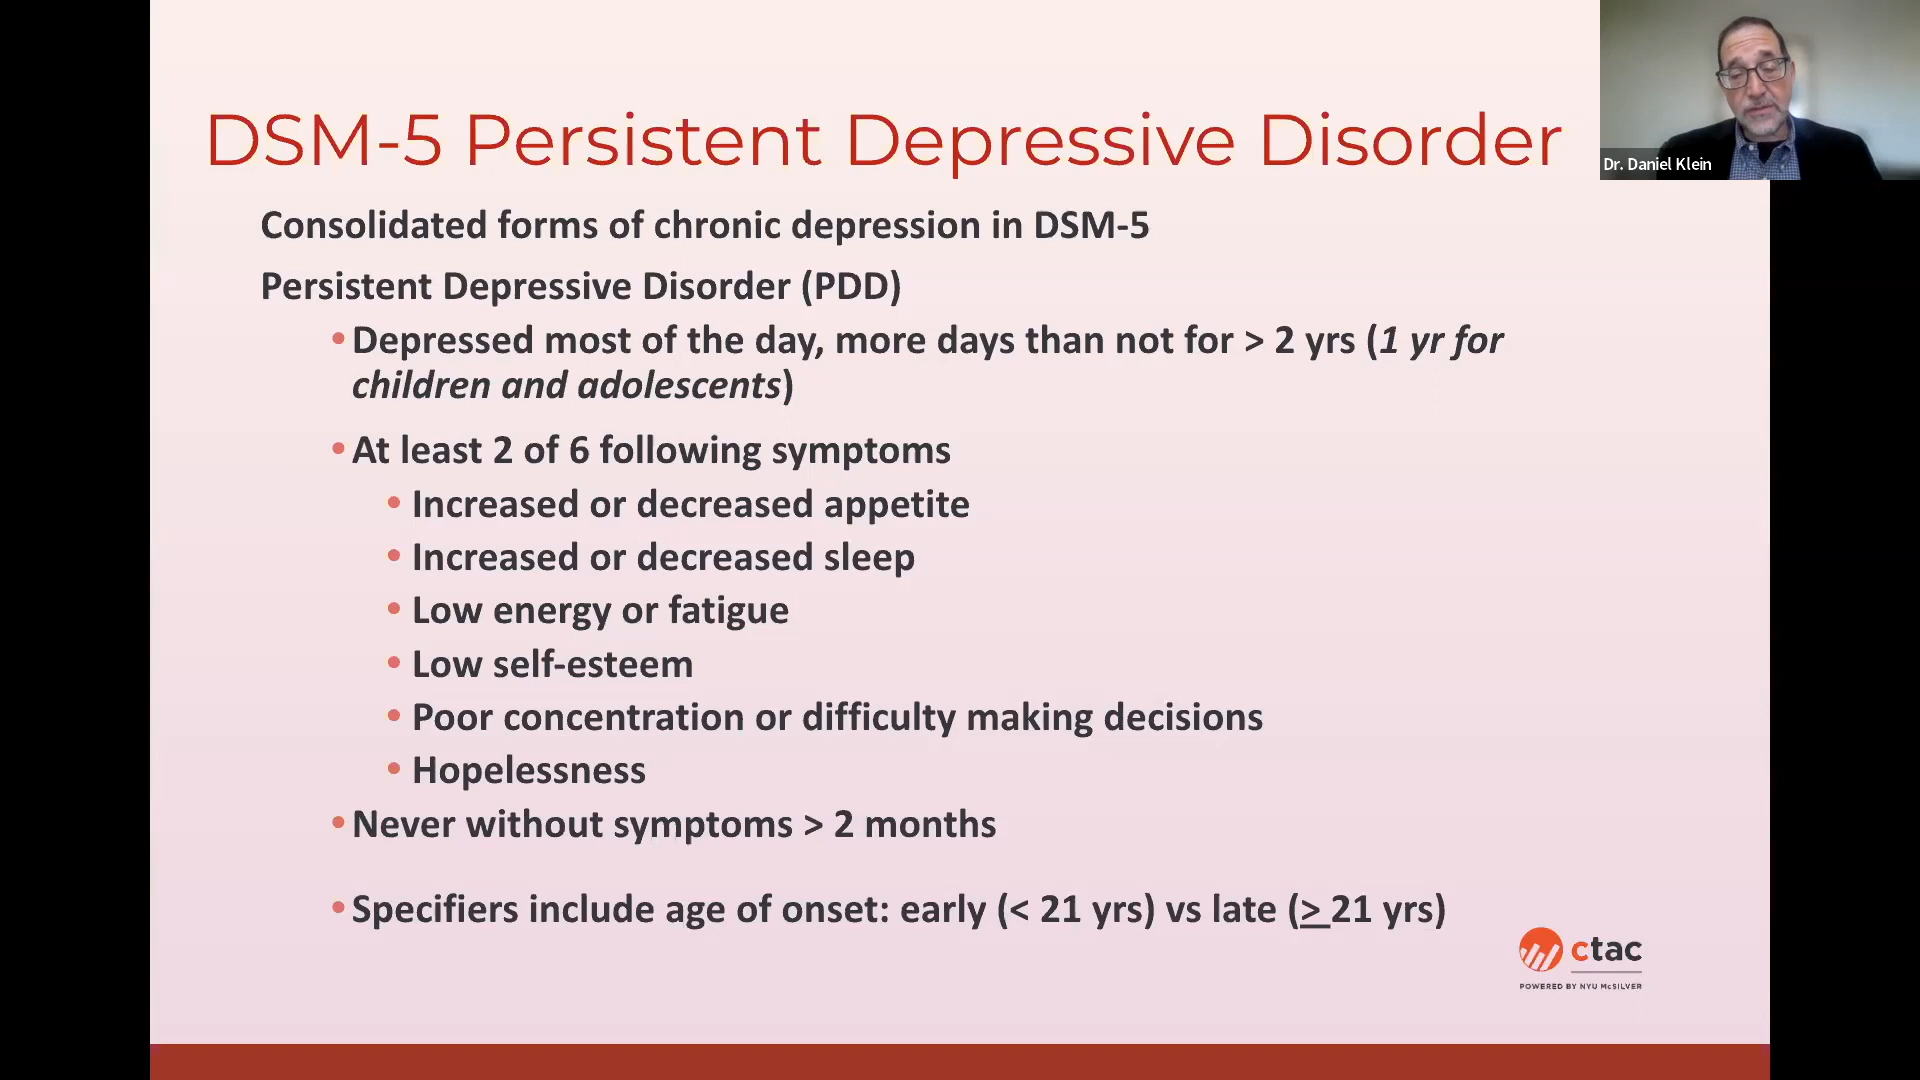 DSM-5 Persistent Depressive Disorder
Dr. Daniel Klein
Consolidated forms of chronic depression in DSM-5
Persistent Depressive Disorder (PDD)
• Depressed most of the day, more days than not for > 2 yrs (1 yr for
children and adolescents)
• At least 2 of 6 following symptoms
• Increased or decreased appetite
• Increased or decreased sleep
• Low energy or fatigue
• Low self-esteem
• Poor concentration or difficulty making decisions
• Hopelessness
• Never without symptoms > 2 months
• Specifiers include age of onset: early (< 21 yrs) vs late (> 21 yrs)
ctac
POWERED BY NYU McSILVER